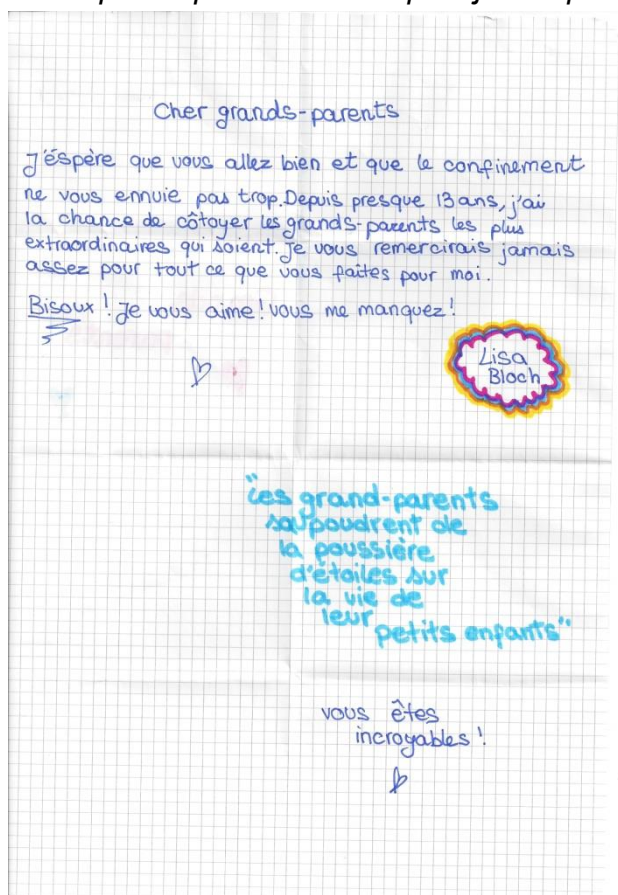 Cher grands-parents
J'éspère que vous allez bien et que le confinement
ne vous ennuie pas trop. Depuis presque 13 ans, j'ai
la chance de côtoyer les grands-parents les plus
extraordinaires qui soient. Je vous remercirais jamais
assez pour tout ce que vous faites pour moi.
Bisoux ! Je vous aime ! vous me manquez !
Lisa
Bloch
"Les grand-parents
saupoudrent de
la poussière
d'étoiles sur
la vie de
leur
petits enfants"
vous êtes
incroyables !